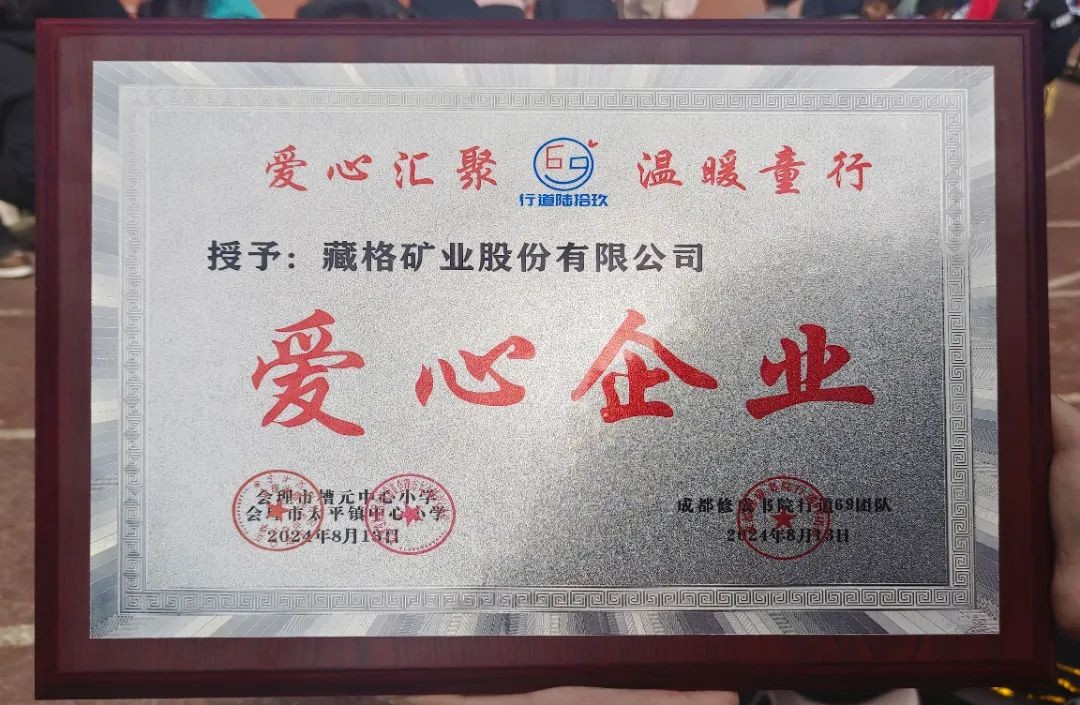 爱心汇聚 69 温暖童行
行道陆拾玖
授予：藏格矿业股份有限公司
爱心企业
会理市槽元中心小学
会理市太平镇中心小学
2024年8月13日
成都修成书院行道69团队
2024年8月13日